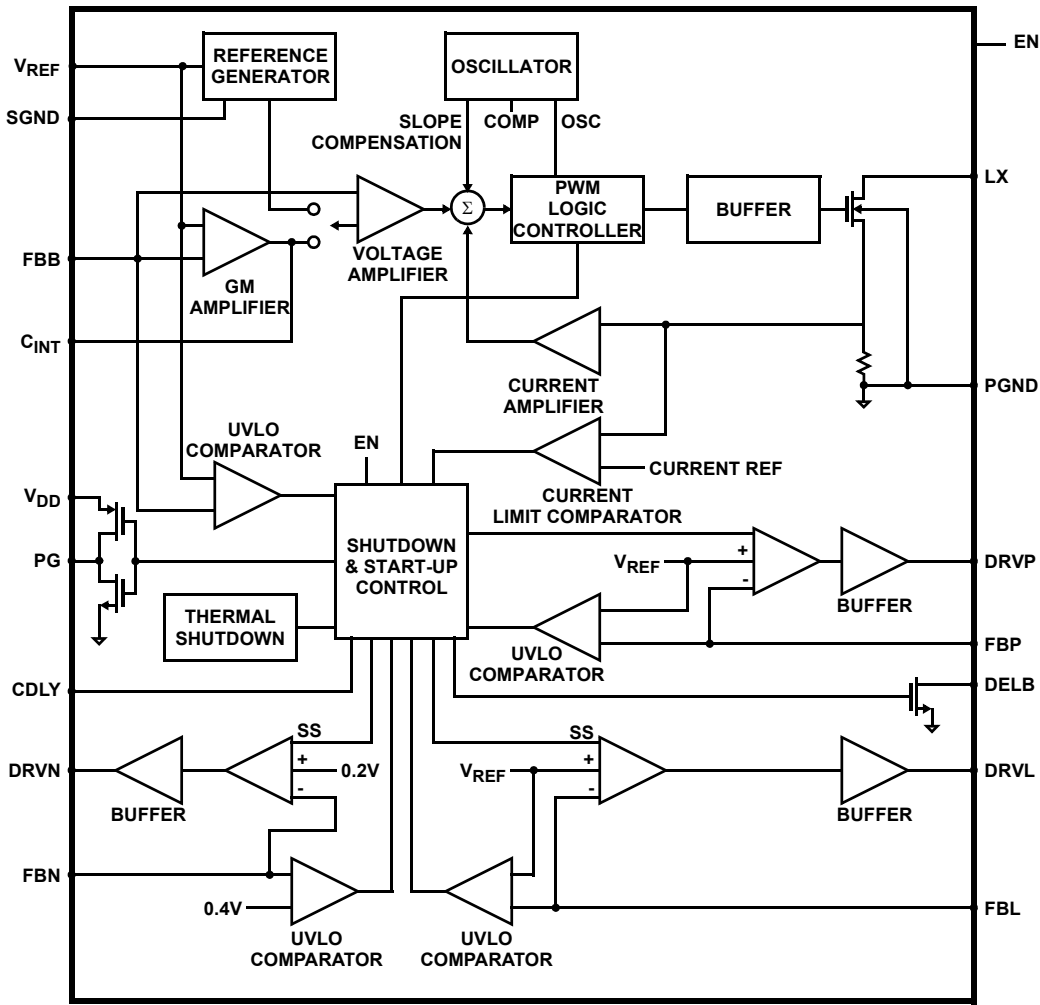 REFERENCE
GENERATOR
OSCILLATOR
EN
VREF
SGND
SLOPE
COMPENSATION
COMP
OSC
LX
PWM
LOGIC
CONTROLLER
BUFFER
Σ
VOLTAGE
AMPLIFIER
FBB
GM
AMPLIFIER
CINT
CURRENT
AMPLIFIER
PGND
UVLO
COMPARATOR
EN
CURRENT REF
CURRENT
LIMIT COMPARATOR
VDD
PG
SHUTDOWN
& START-UP
CONTROL
VREF
+
-
BUFFER
DRVP
THERMAL
SHUTDOWN
UVLO
COMPARATOR
FBP
CDLY
DELB
SS
+
0.2V
-
DRVN
BUFFER
SS
VREF
+
-
BUFFER
DRVL
FBN
0.4V
UVLO
COMPARATOR
UVLO
COMPARATOR
FBL